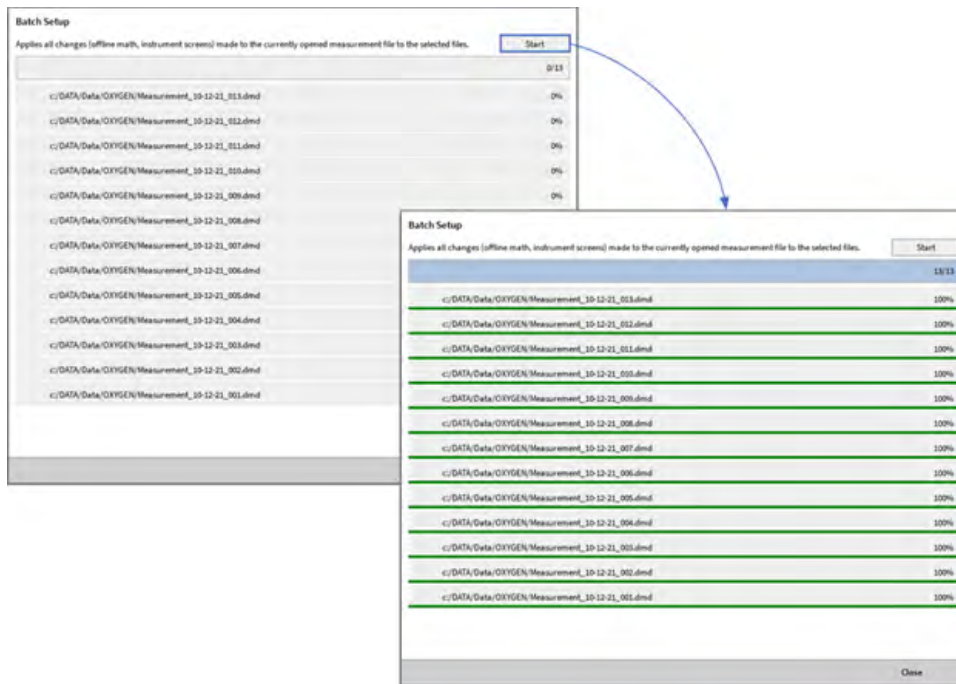 Batch Setup
Applies all changes (offline math, instrument screens) made to the currently opened measurement file to the selected files. Start
0/13
c:/DATA/Data/OXYGEN/Measurement_10-12-21_013.dmd 0%
c:/DATA/Data/OXYGEN/Measurement_10-12-21_012.dmd 0%
c:/DATA/Data/OXYGEN/Measurement_10-12-21_011.dmd 0%
c:/DATA/Data/OXYGEN/Measurement_10-12-21_010.dmd 0%
c:/DATA/Data/OXYGEN/Measurement_10-12-21_009.dmd 0%
c:/DATA/Data/OXYGEN/Measurement_10-12-21_008.dmd
c:/DATA/Data/OXYGEN/Measurement_10-12-21_007.dmd
c:/DATA/Data/OXYGEN/Measurement_10-12-21_006.dmd
c:/DATA/Data/OXYGEN/Measurement_10-12-21_005.dmd
c:/DATA/Data/OXYGEN/Measurement_10-12-21_004.dmd
c:/DATA/Data/OXYGEN/Measurement_10-12-21_003.dmd
c:/DATA/Data/OXYGEN/Measurement_10-12-21_002.dmd
c:/DATA/Data/OXYGEN/Measurement_10-12-21_001.dmd
Batch Setup
Applies all changes (offline math, instrument screens) made to the currently opened measurement file to the selected files. Start
13/13
c:/DATA/Data/OXYGEN/Measurement_10-12-21_013.dmd 100%
c:/DATA/Data/OXYGEN/Measurement_10-12-21_012.dmd 100%
c:/DATA/Data/OXYGEN/Measurement_10-12-21_011.dmd 100%
c:/DATA/Data/OXYGEN/Measurement_10-12-21_010.dmd 100%
c:/DATA/Data/OXYGEN/Measurement_10-12-21_009.dmd 100%
c:/DATA/Data/OXYGEN/Measurement_10-12-21_008.dmd 100%
c:/DATA/Data/OXYGEN/Measurement_10-12-21_007.dmd 100%
c:/DATA/Data/OXYGEN/Measurement_10-12-21_006.dmd 100%
c:/DATA/Data/OXYGEN/Measurement_10-12-21_005.dmd 100%
c:/DATA/Data/OXYGEN/Measurement_10-12-21_004.dmd 100%
c:/DATA/Data/OXYGEN/Measurement_10-12-21_003.dmd 100%
c:/DATA/Data/OXYGEN/Measurement_10-12-21_002.dmd 100%
c:/DATA/Data/OXYGEN/Measurement_10-12-21_001.dmd 100%
Close